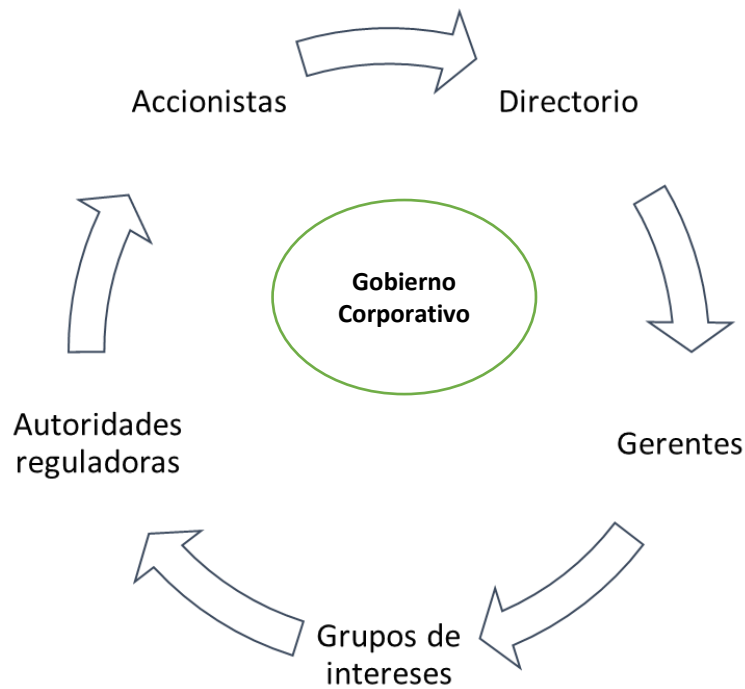 Accionistas
Directorio
Gobierno
Corporativo
Autoridades
reguladoras
Gerentes
Grupos de
intereses